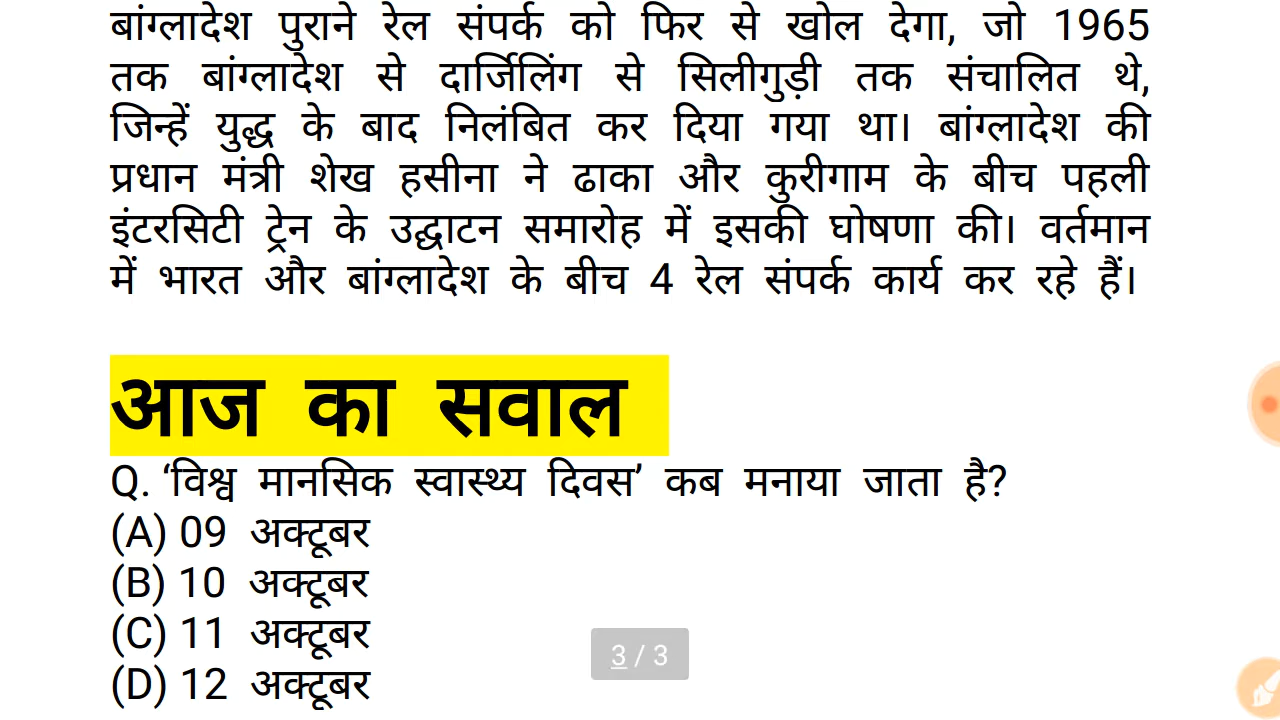 बांग्लादेश पुराने रेल संपर्क को फिर से खोल देगा, जो 1965
तक बांग्लादेश से दार्जिलिंग से सिलीगुड़ी तक संचालित थे,
जिन्हें युद्ध के बाद निलंबित कर दिया गया था। बांग्लादेश की
प्रधान मंत्री शेख हसीना ने ढाका और कुरीगाम के बीच पहली
इंटरसिटी ट्रेन के उद्घाटन समारोह में इसकी घोषणा की। वर्तमान
में भारत और बांग्लादेश के बीच 4 रेल संपर्क कार्य कर रहे हैं।
आज का सवाल
Q. ‘विश्व मानसिक स्वास्थ्य दिवस’ कब मनाया जाता है?
(A) 09 अक्टूबर
(B) 10 अक्टूबर
(C) 11 अक्टूबर
(D) 12 अक्टूबर
3 / 3